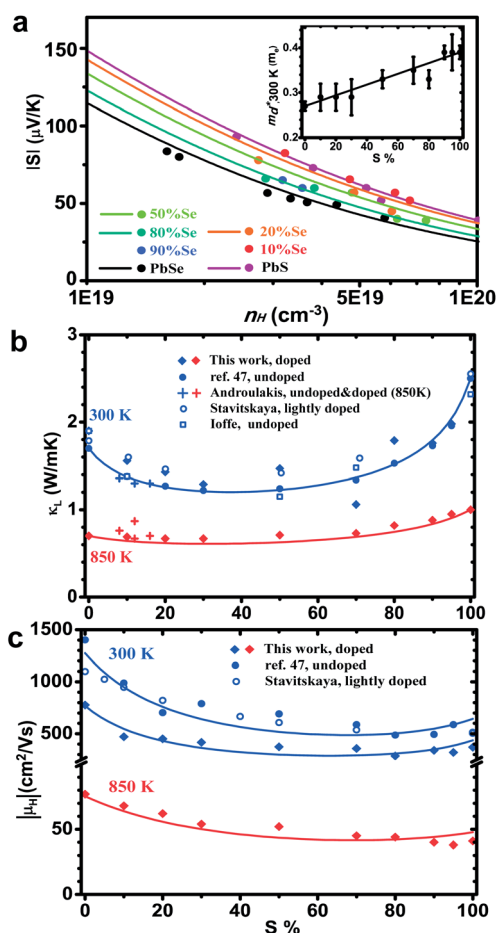 a
150
100
50
0
|S| (μV/K)
0.4
0.3
0.2
m_d*,300 K (m_e)
0 20 40 60 80 100
S %
50%Se
80%Se 20%Se
90%Se 10%Se
PbSe PbS
1E19 5E19 1E20
n_H (cm⁻³)
b
3
2
1
0
κ_L (W/mK)
This work, doped
ref. 47, undoped
Androulakis, undoped&doped (850K)
Stavitskaya, lightly doped
Ioffe, undoped
300 K
850 K
0 20 40 60 80 100
c
1500
1000
500
50
0
|μ_H|(cm²/Vs)
300 K
This work, doped
ref. 47, undoped
Stavitskaya, lightly doped
850 K
0 20 40 60 80 100
S %